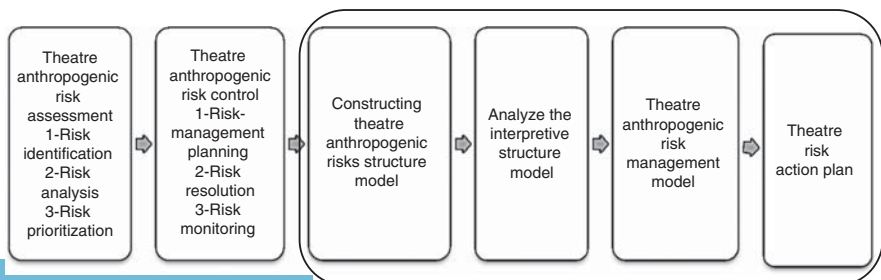 Theatre
anthropogenic
risk
assessment
1-Risk
identification
2-Risk
analysis
3-Risk
prioritization
Theatre
anthropogenic
risk control
1-Risk-
management
planning
2-Risk
resolution
3-Risk
monitoring
Constructing
theatre
anthropogenic
risks structure
model
Analyze the
interpretive
structure
model
Theatre
anthropogenic
risk
management
model
Theatre
risk
action plan